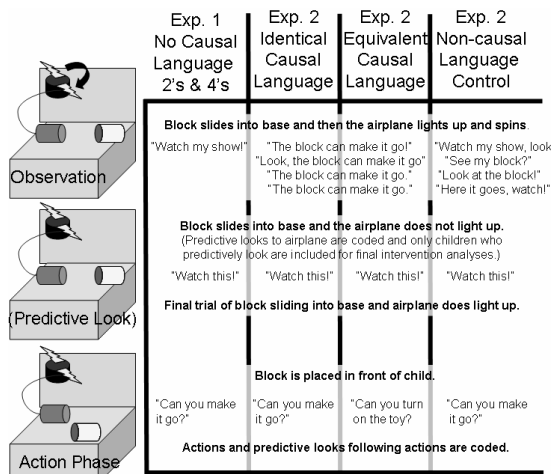 Exp. 1 Exp. 2 Exp. 2 Exp. 2
No Causal Identical Equivalent Non-causal
Language Causal Causal Language
2's & 4's Language Language Control
Block slides into base and then the airplane lights up and spins.
"Watch my show!" "The block can make it go!" "Watch my show, look
"Look, the block can make it go" "See my block?"
"The block can make it go." "Look at the block!"
"The block can make it go." "Here it goes, watch!"
Observation
Block slides into base and the airplane does not light up.
(Predictive looks to airplane are coded and only children who
predictively look are included for final intervention analyses.)
"Watch this!" "Watch this!" "Watch this!" "Watch this!"
(Predictive Look)
Final trial of block sliding into base and airplane does light up.
Block is placed in front of child.
"Can you make "Can you make "Can you turn "Can you make
it go?" it go?" on the toy? it go?"
Action Phase
Actions and predictive looks following actions are coded.